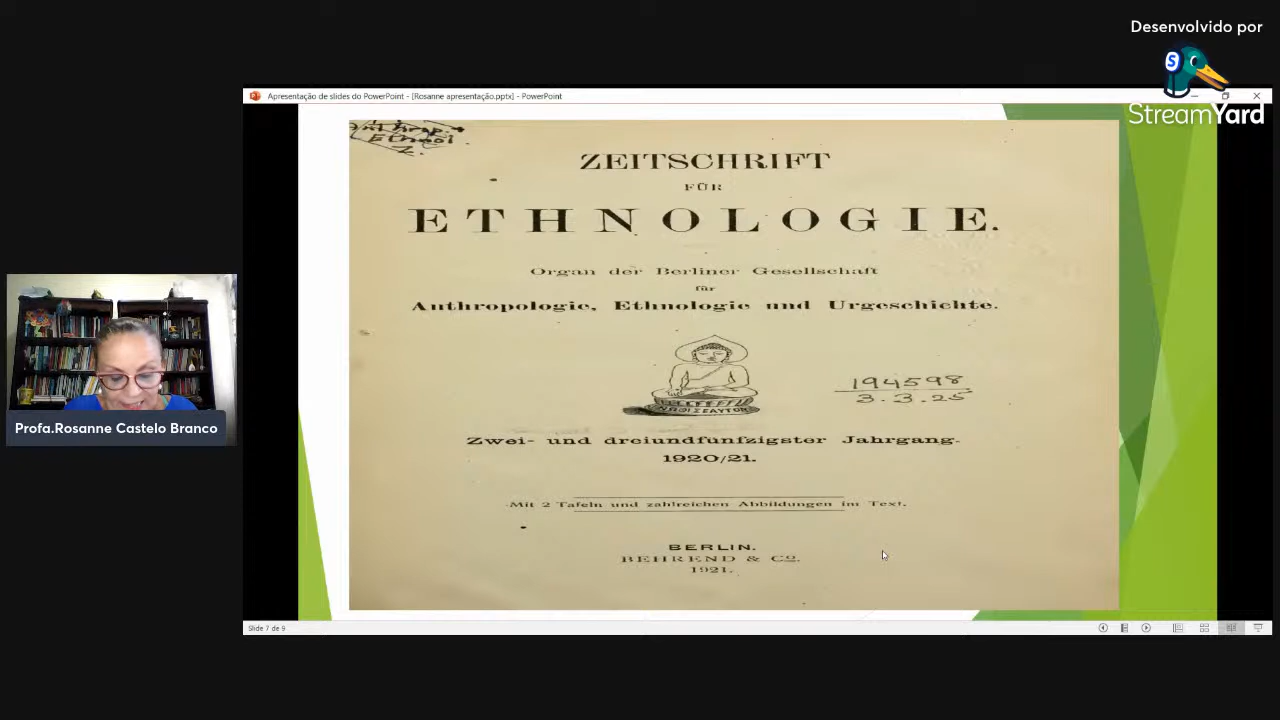 Desenvolvido por
StreamYard
Apresentação de slides do PowerPoint - [Rosanne apresentação.pptx] - PowerPoint
Ethnol
Z.
ZEITSCHRIFT
FÜR
ETHNOLOGIE.
Organ der Berliner Gesellschaft
für
Anthropologie, Ethnologie und Urgeschichte.
194598
3.3.25
Zwei- und dreiundfünfzigster Jahrgang.
1920/21.
Mit 2 Tafeln und zahlreichen Abbildungen im Text.
BERLIN.
BEHREND & Co.
1921.
Profa.Rosanne Castelo Branco
Slide 7 de 9